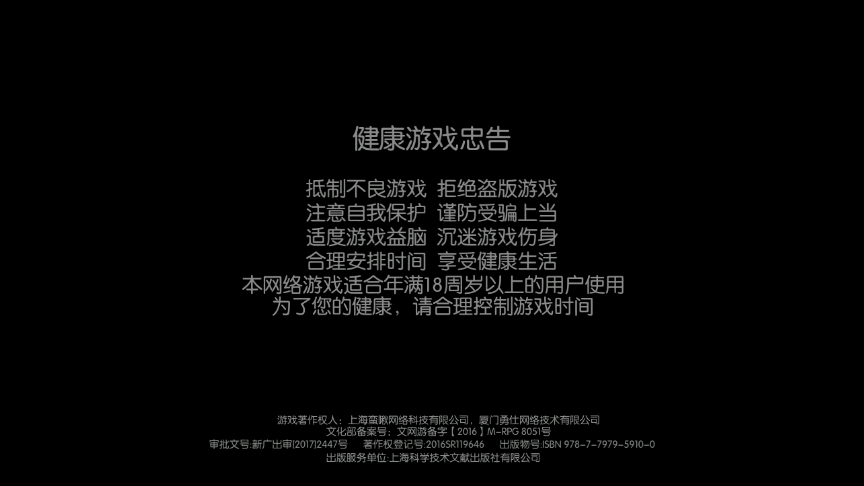 健康游戏忠告
抵制不良游戏 拒绝盗版游戏
注意自我保护 谨防受骗上当
适度游戏益脑 沉迷游戏伤身
合理安排时间 享受健康生活
本网络游戏适合年满18周岁以上的用户使用
为了您的健康，请合理控制游戏时间
游戏著作权人：上海蛮啾网络科技有限公司，厦门勇仕网络技术有限公司
文化部备案号：文网游备字【2016】M-RPG 8051号
审批文号:新广出审[2017]2447号 著作权登记号:2016SR119646 出版物号:ISBN 978-7-7979-5910-0
出版服务单位:上海科学技术文献出版社有限公司